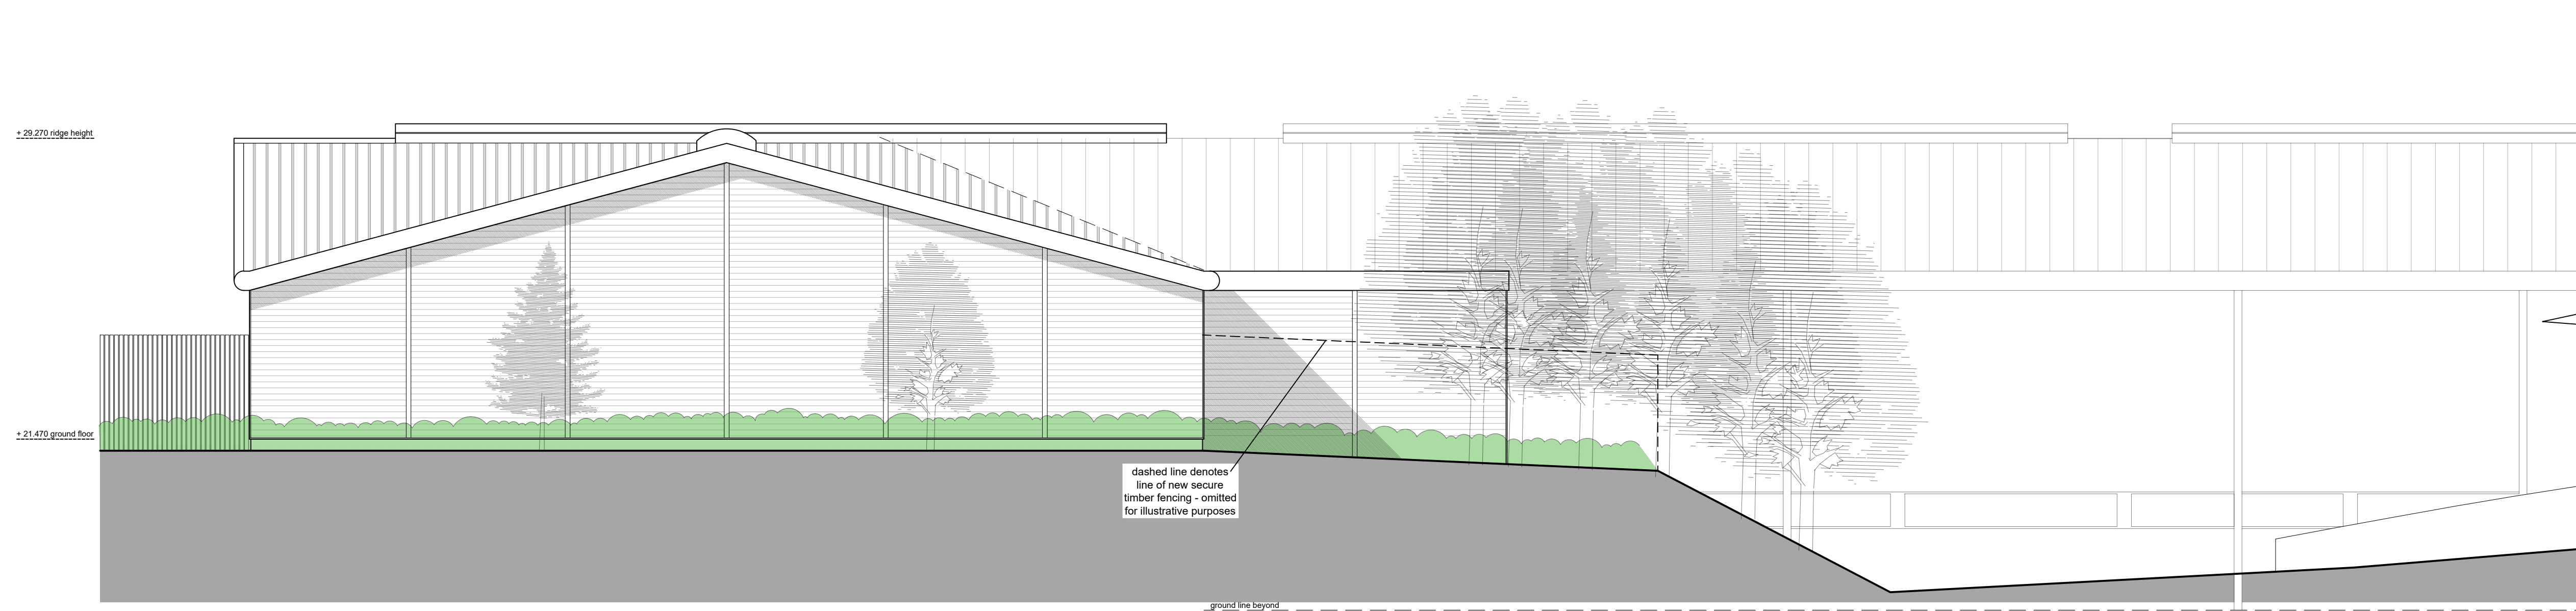 + 29.270 ridge height
+ 21.470 ground floor
dashed line denotes
line of new secure
timber fencing - omitted
for illustrative purposes
ground line beyond